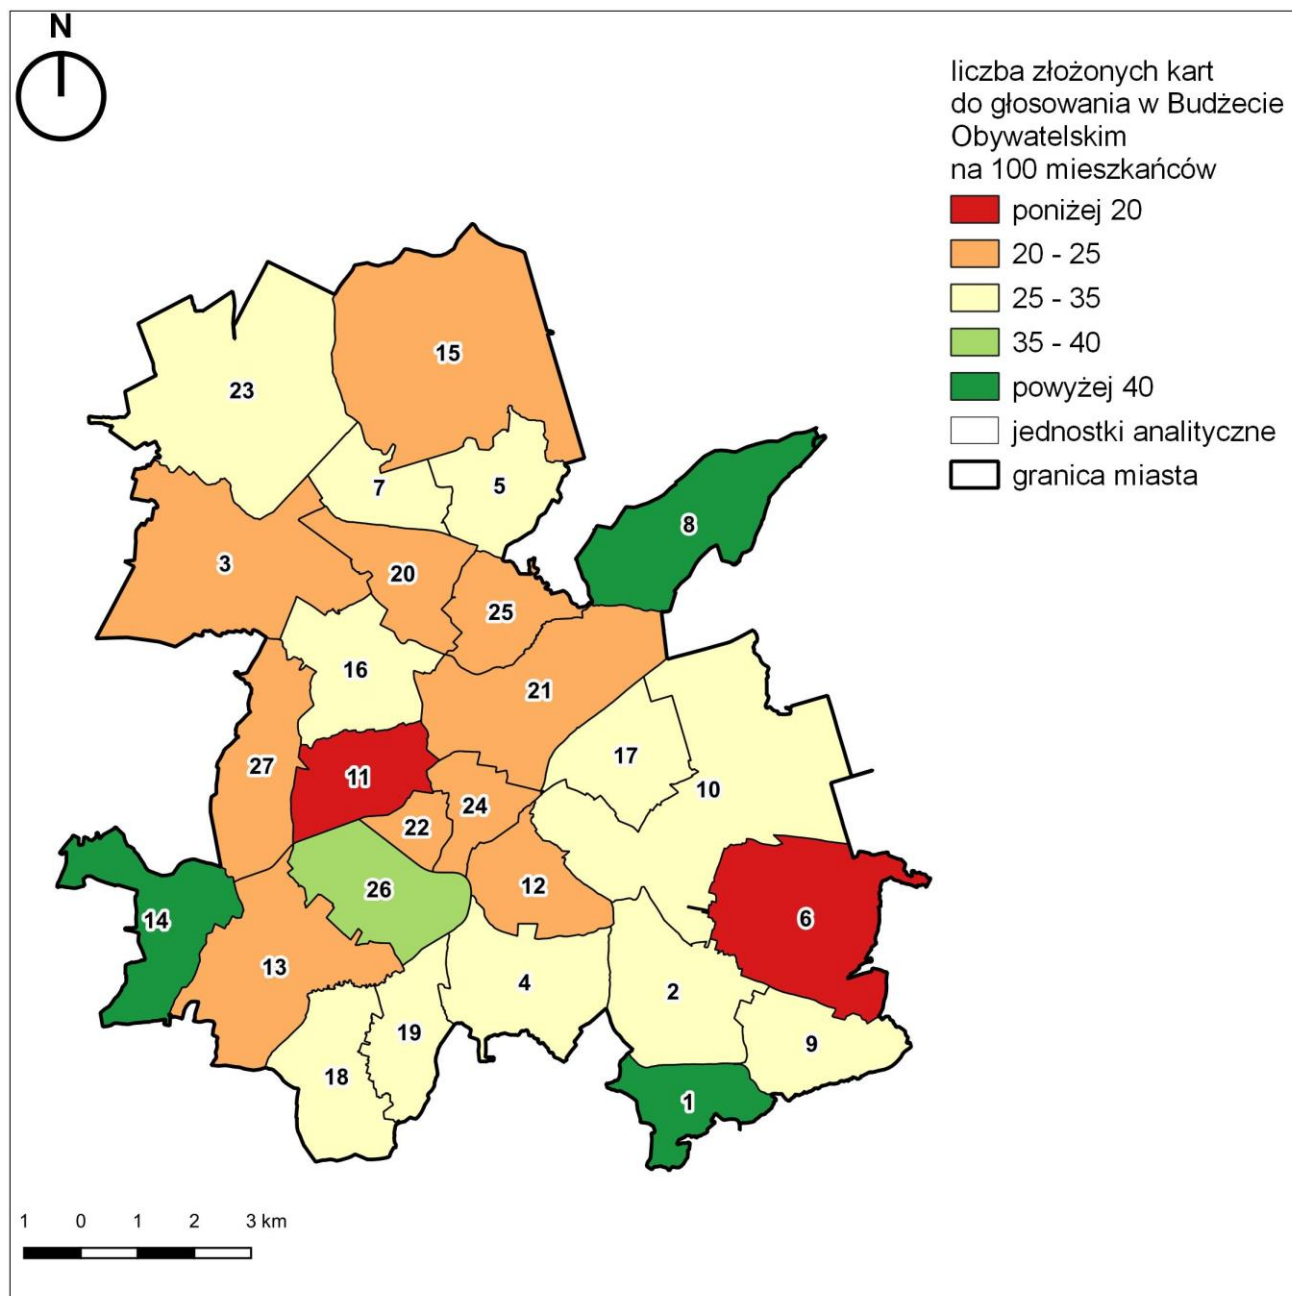 N
liczba złożonych kart
do głosowania w Budżecie
Obywatelskim
na 100 mieszkańców
poniżej 20
20 - 25
25 - 35
35 - 40
powyżej 40
jednostki analityczne
granica miasta
15
23
7
5
8
3
20
25
16
21
17
27
11
10
24
22
26
12
14
6
13
4
2
19
9
18
1
1 0 1 2 3 km